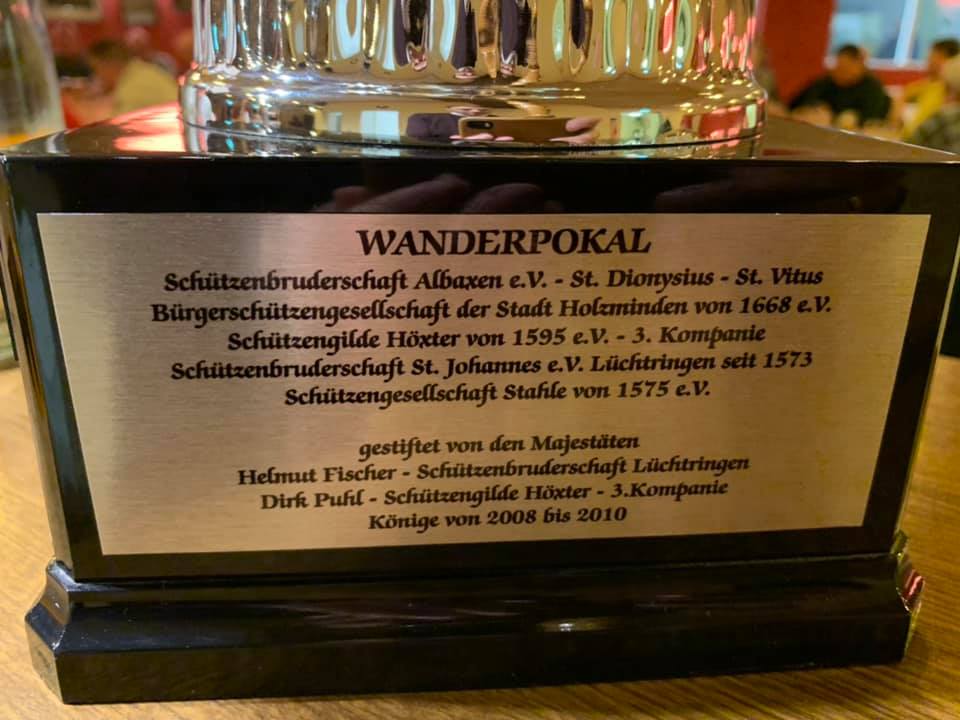 WANDERPOKAL
Schützenbruderschaft Albaxen e.V. - St. Dionysius - St. Vitus
Bürgerschützengesellschaft der Stadt Holzminden von 1668 e.V.
Schützengilde Höxter von 1595 e.V. - 3. Kompanie
Schützenbruderschaft St. Johannes e.V. Lüchtringen seit 1573
Schützengesellschaft Stahle von 1575 e.V.
gestiftet von den Majestäten
Helmut Fischer - Schützenbruderschaft Lüchtringen
Dirk Puhl - Schützengilde Höxter - 3.Kompanie
Könige von 2008 bis 2010